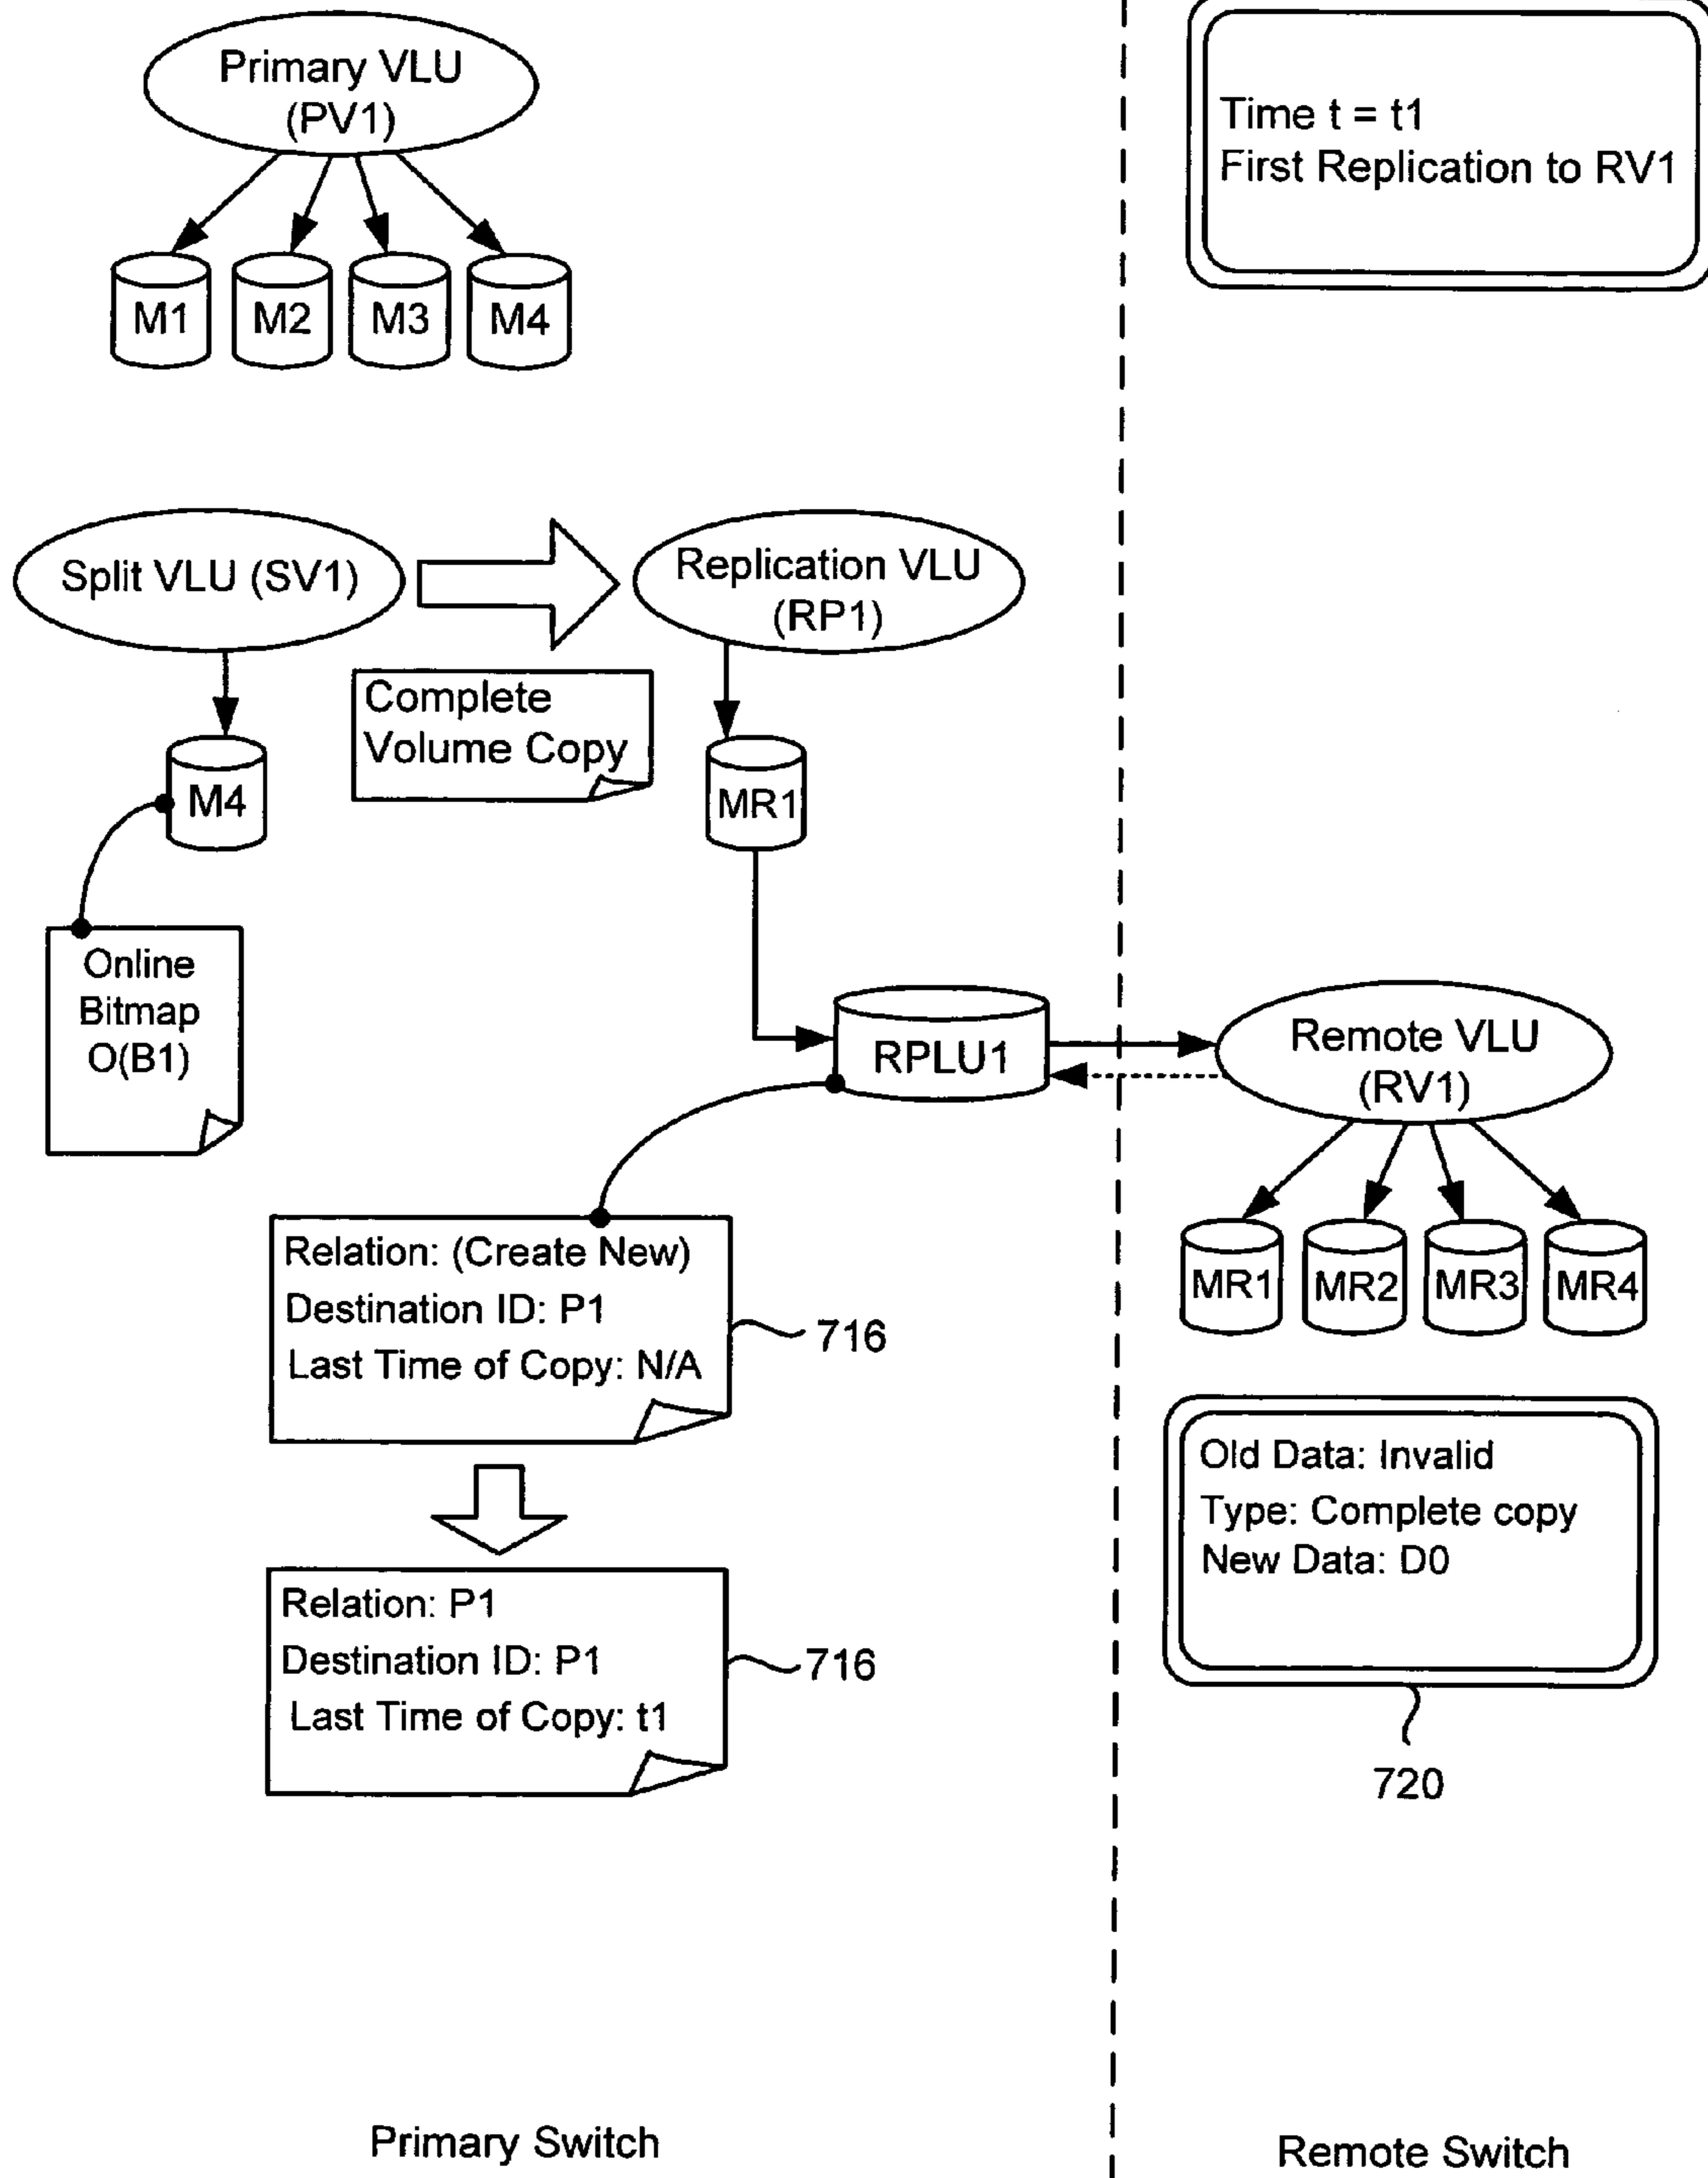 Primary VLU
(PV1)
Time t = t1
First Replication to RV1
M1
M2
M3
M4
Split VLU (SV1)
Replication VLU
(RP1)
Complete
Volume Copy
M4
MR1
Online
Bitmap
O(B1)
RPLU1
Remote VLU
(RV1)
MR1
MR2
MR3
MR4
Relation: (Create New)
Destination ID: P1
Last Time of Copy: N/A
716
Old Data: Invalid
Type: Complete copy
New Data: D0
720
Relation: P1
Destination ID: P1
Last Time of Copy: t1
716
Primary Switch
Remote Switch